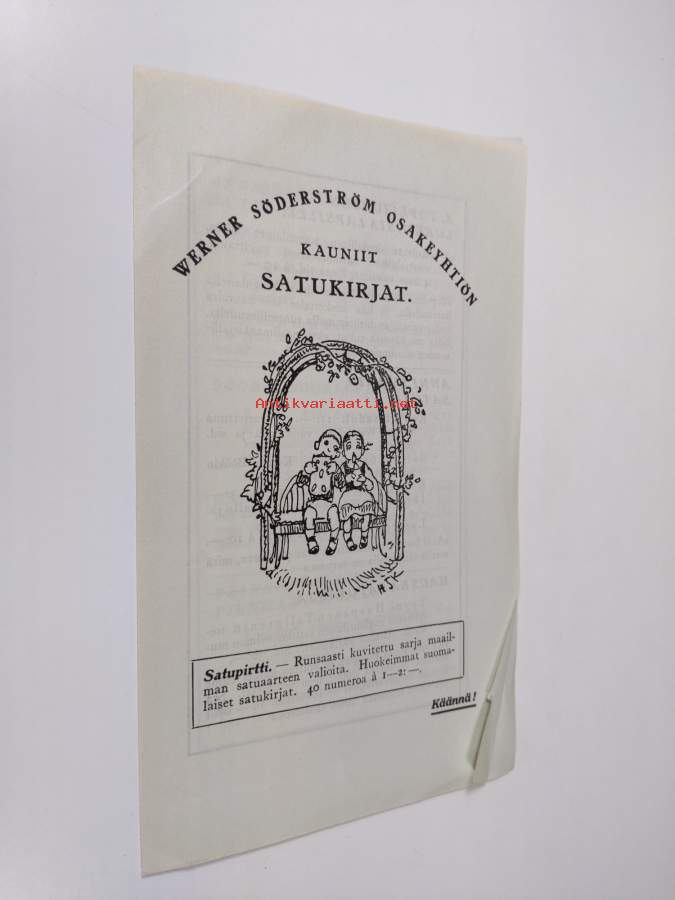 WERNER SÖDERSTRÖM OSAKEYHTIÖN
KAUNIIT
SATUKIRJAT.
Antikvariaatti.net
HSK
Satupirtti. — Runsaasti kuvitettu sarja maail-
man satuaarteen valioita. Huokeimmat suoma-
laiset satukirjat. 40 numeroa à 1—2: —.
Käännä!